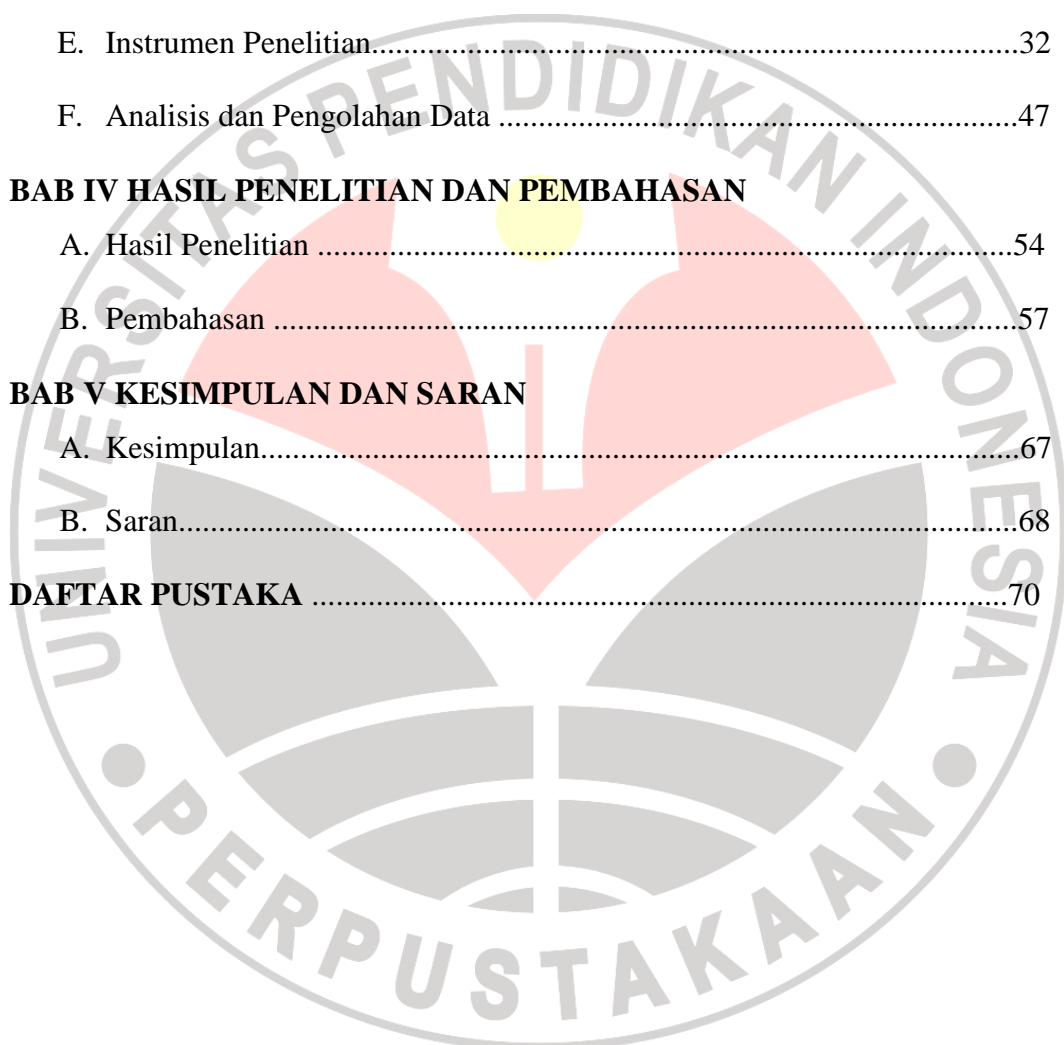 E. Instrumen Penelitian..........................................................................................32
F. Analisis dan Pengolahan Data .........................................................................47
BAB IV HASIL PENELITIAN DAN PEMBAHASAN
A. Hasil Penelitian .................................................................................................54
B. Pembahasan ........................................................................................................57
BAB V KESIMPULAN DAN SARAN
A. Kesimpulan..........................................................................................................67
B. Saran.....................................................................................................................68
DAFTAR PUSTAKA ..................................................................................................70
UNIVERSITAS PENDIDIKAN INDONESIA
PERPUSTAKAAN